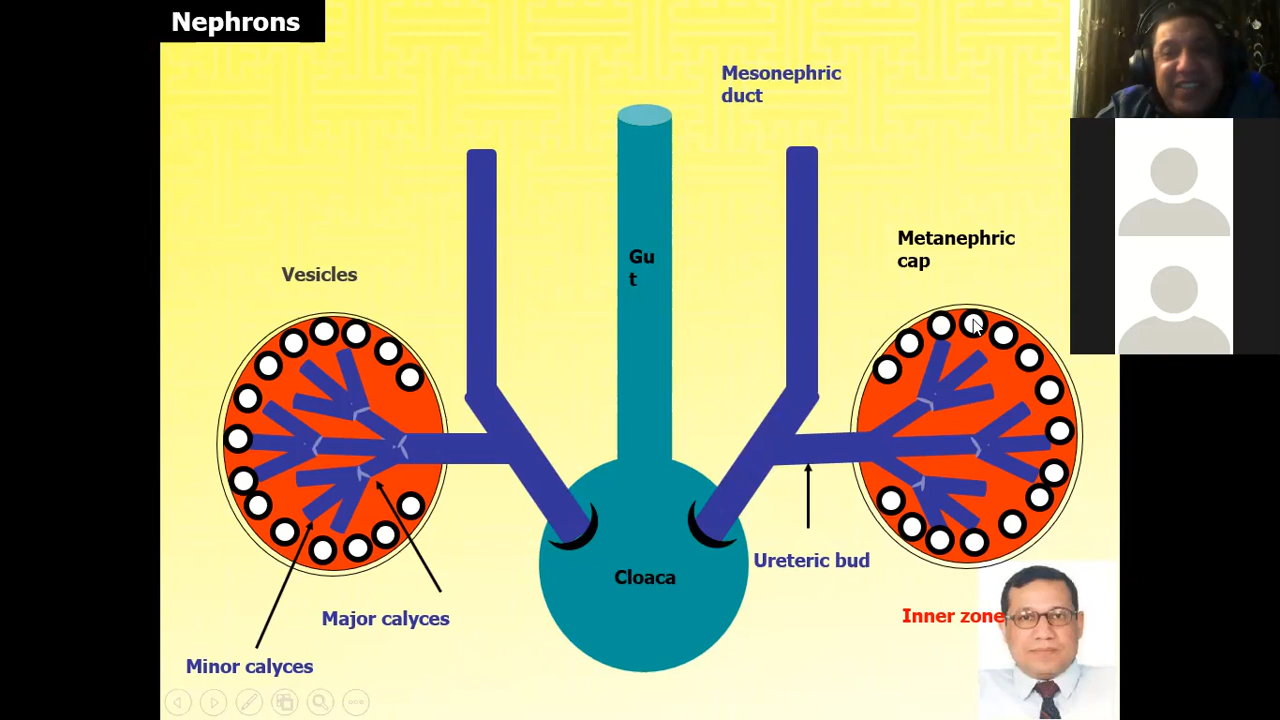 Nephrons
Mesonephric
duct
Metanephric
cap
Gu
t
Vesicles
Ureteric bud
Cloaca
Inner zone
Major calyces
Minor calyces